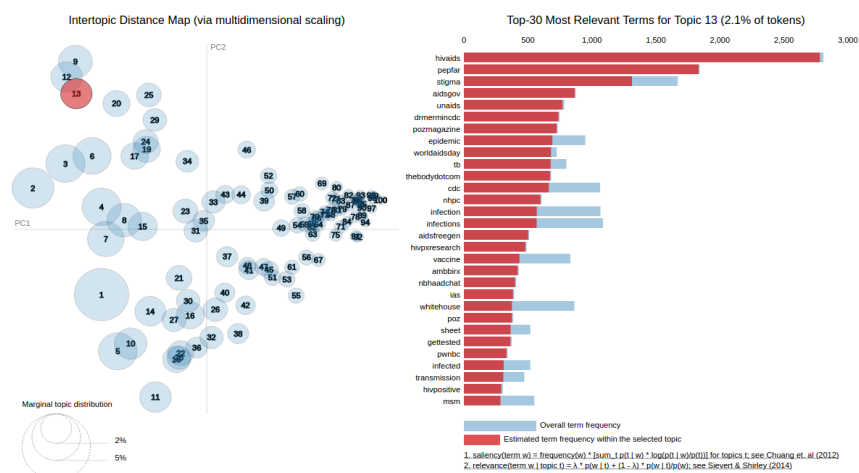 Intertopic Distance Map (via multidimensional scaling)
PC2
PC1
9
12
13
20
25
29
24
19
17
34
6
3
2
4
8
7
15
23
35
31
33
43
44
46
52
50
39
57
60
69
80
58
49
63
75
71
84
94
97
100
37
41
51
53
61
56
67
55
21
1
30
14
27
16
26
40
42
38
32
36
5
10
11
Marginal topic distribution
2%
5%
Top-30 Most Relevant Terms for Topic 13 (2.1% of tokens)
0 500 1,000 1,500 2,000 2,500 3,000
hivaids
pepfar
stigma
aidsgov
unaids
drmermincdc
pozmagazine
epidemic
worldaidsday
tb
thebodydotcom
cdc
nhpc
infection
infections
aidsfreegen
hivpxresearch
vaccine
ambbirx
nbhaadchat
ias
whitehouse
poz
sheet
gettested
pwnbc
infected
transmission
hivpositive
msm
Overall term frequency
Estimated term frequency within the selected topic
1. saliency(term w) = frequency(w) * [sum_t p(t | w) * log(p(t | w)/p(t))] for topics t; see Chuang et. al (2012)
2. relevance(term w | topic t) = λ * p(w | t) + (1 - λ) * p(w | t)/p(w); see Sievert & Shirley (2014)